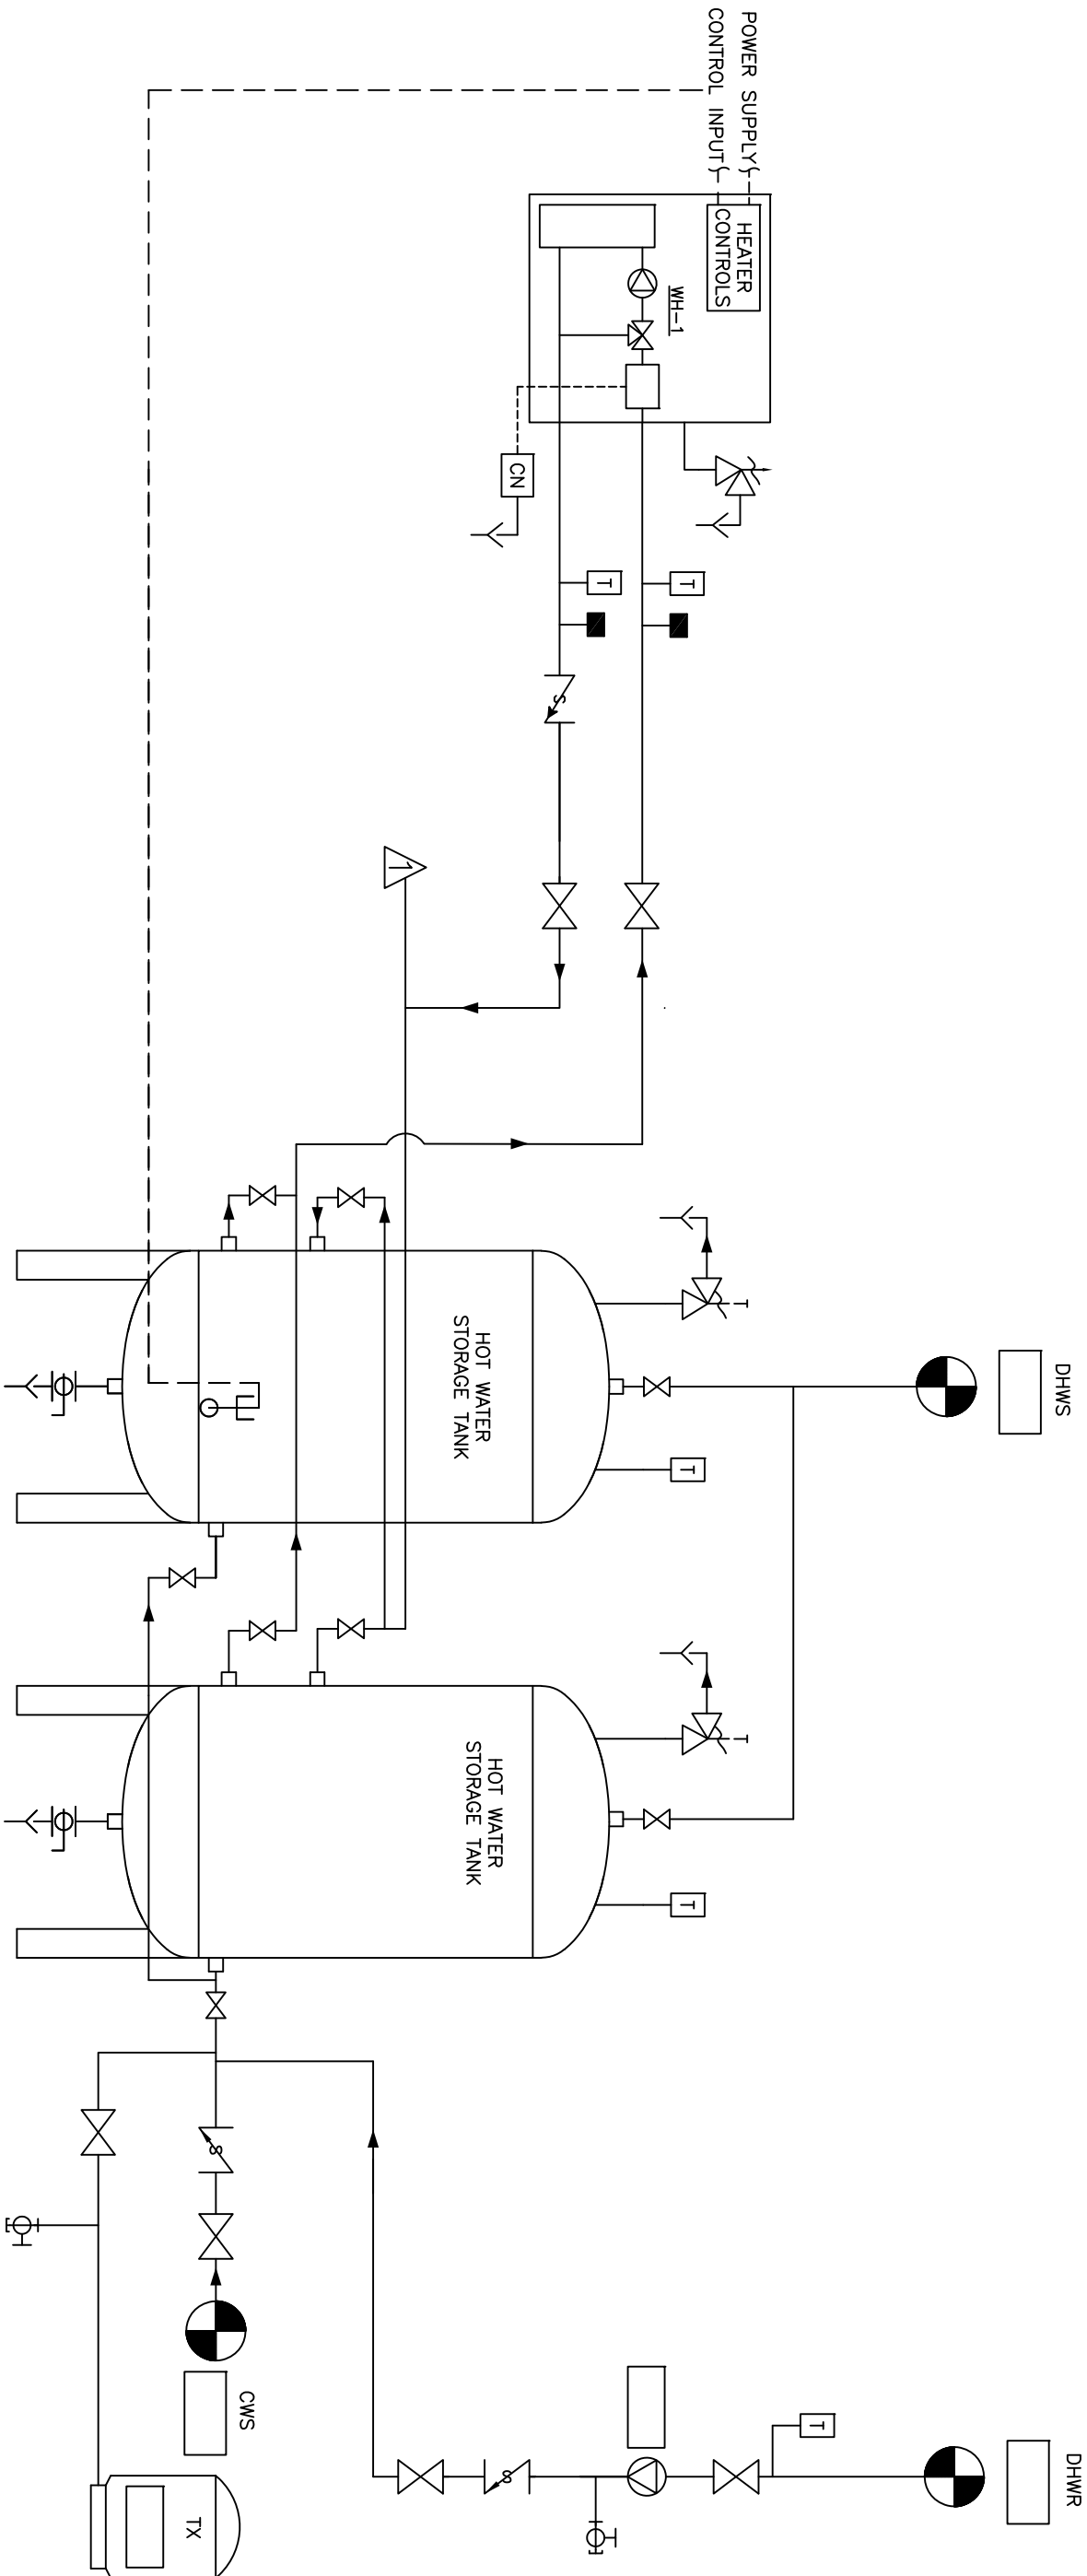 POWER SUPPLY
CONTROL INPUT
HEATER
CONTROLS
WH-1
CN
T
T
S
1
HOT WATER
STORAGE TANK
T
T
DHWS
HOT WATER
STORAGE TANK
T
T
S
CWS
TX
S
T
DHWR